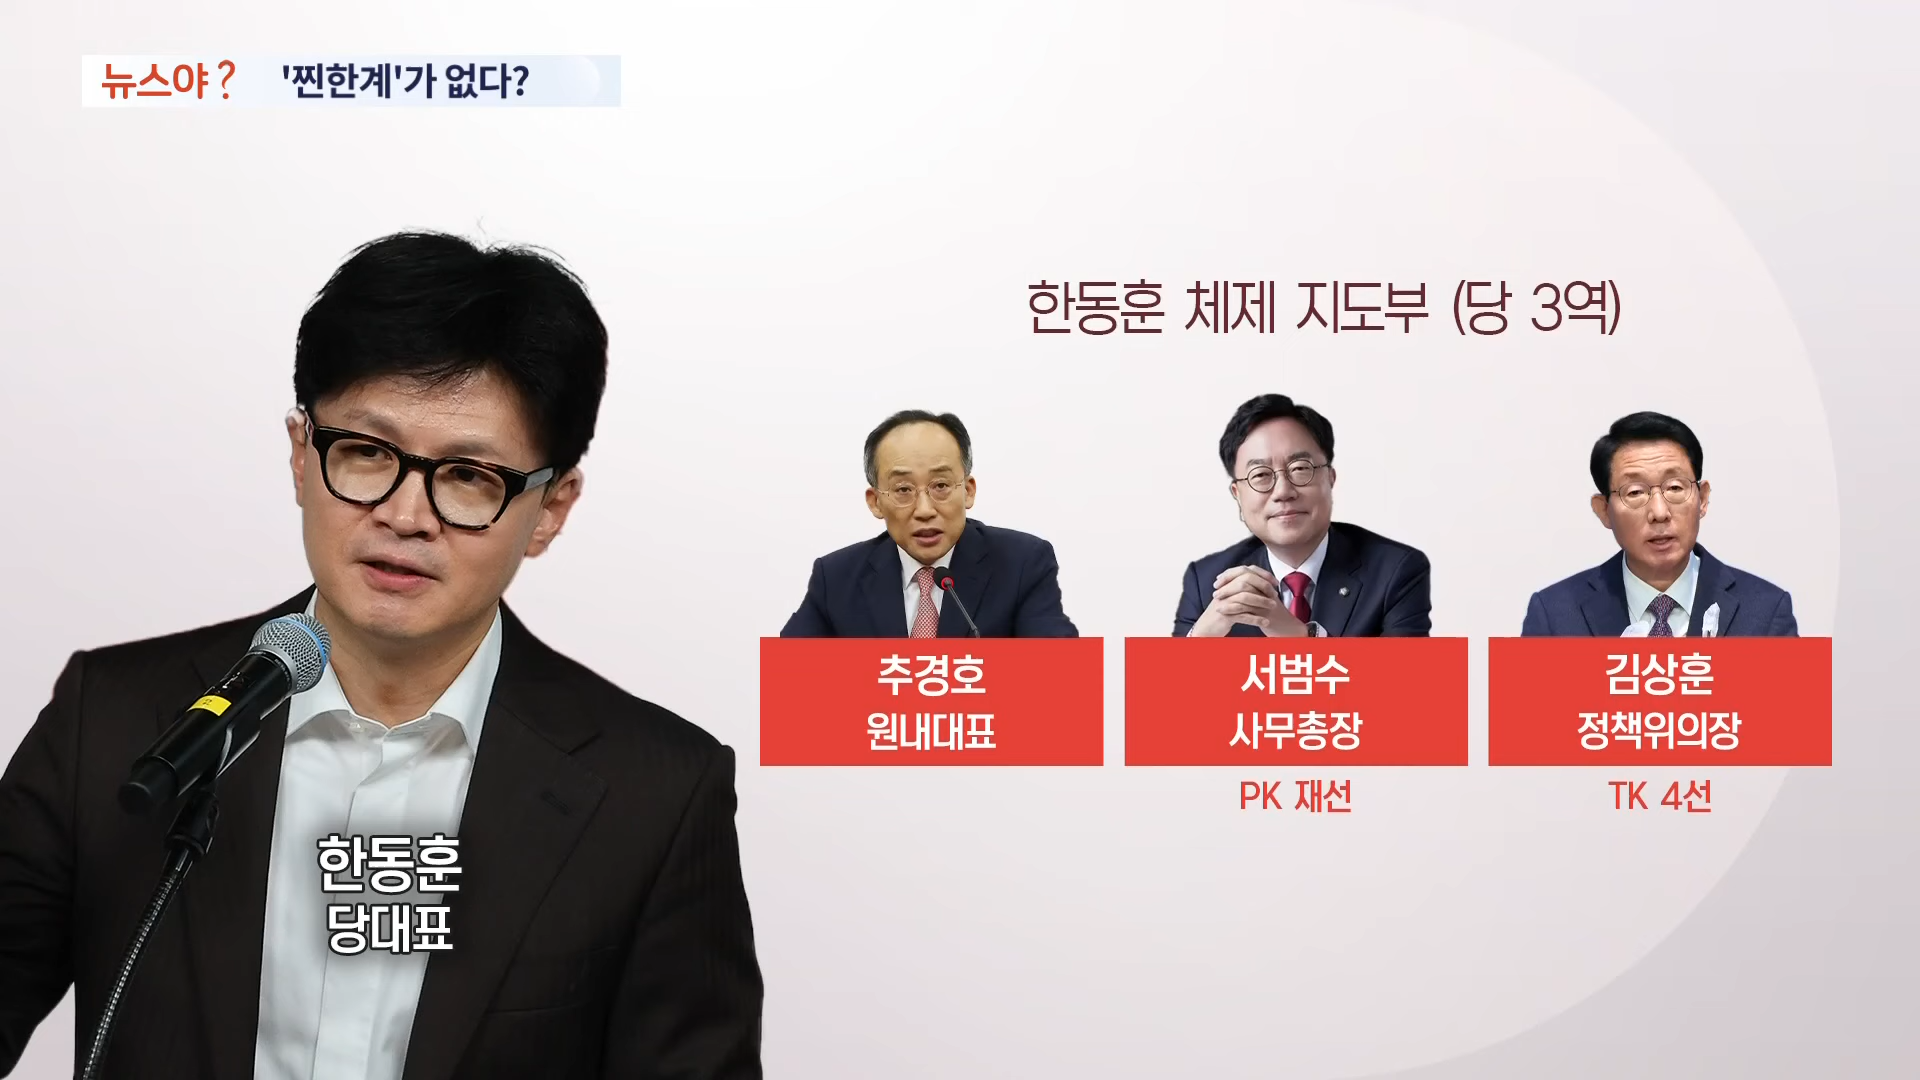 뉴스야? '찐한계'가 없다?
한동훈 체제 지도부 (당 3역)
추경호
원내대표
서범수
사무총장
PK 재선
김상훈
정책위의장
TK 4선
한동훈
당대표